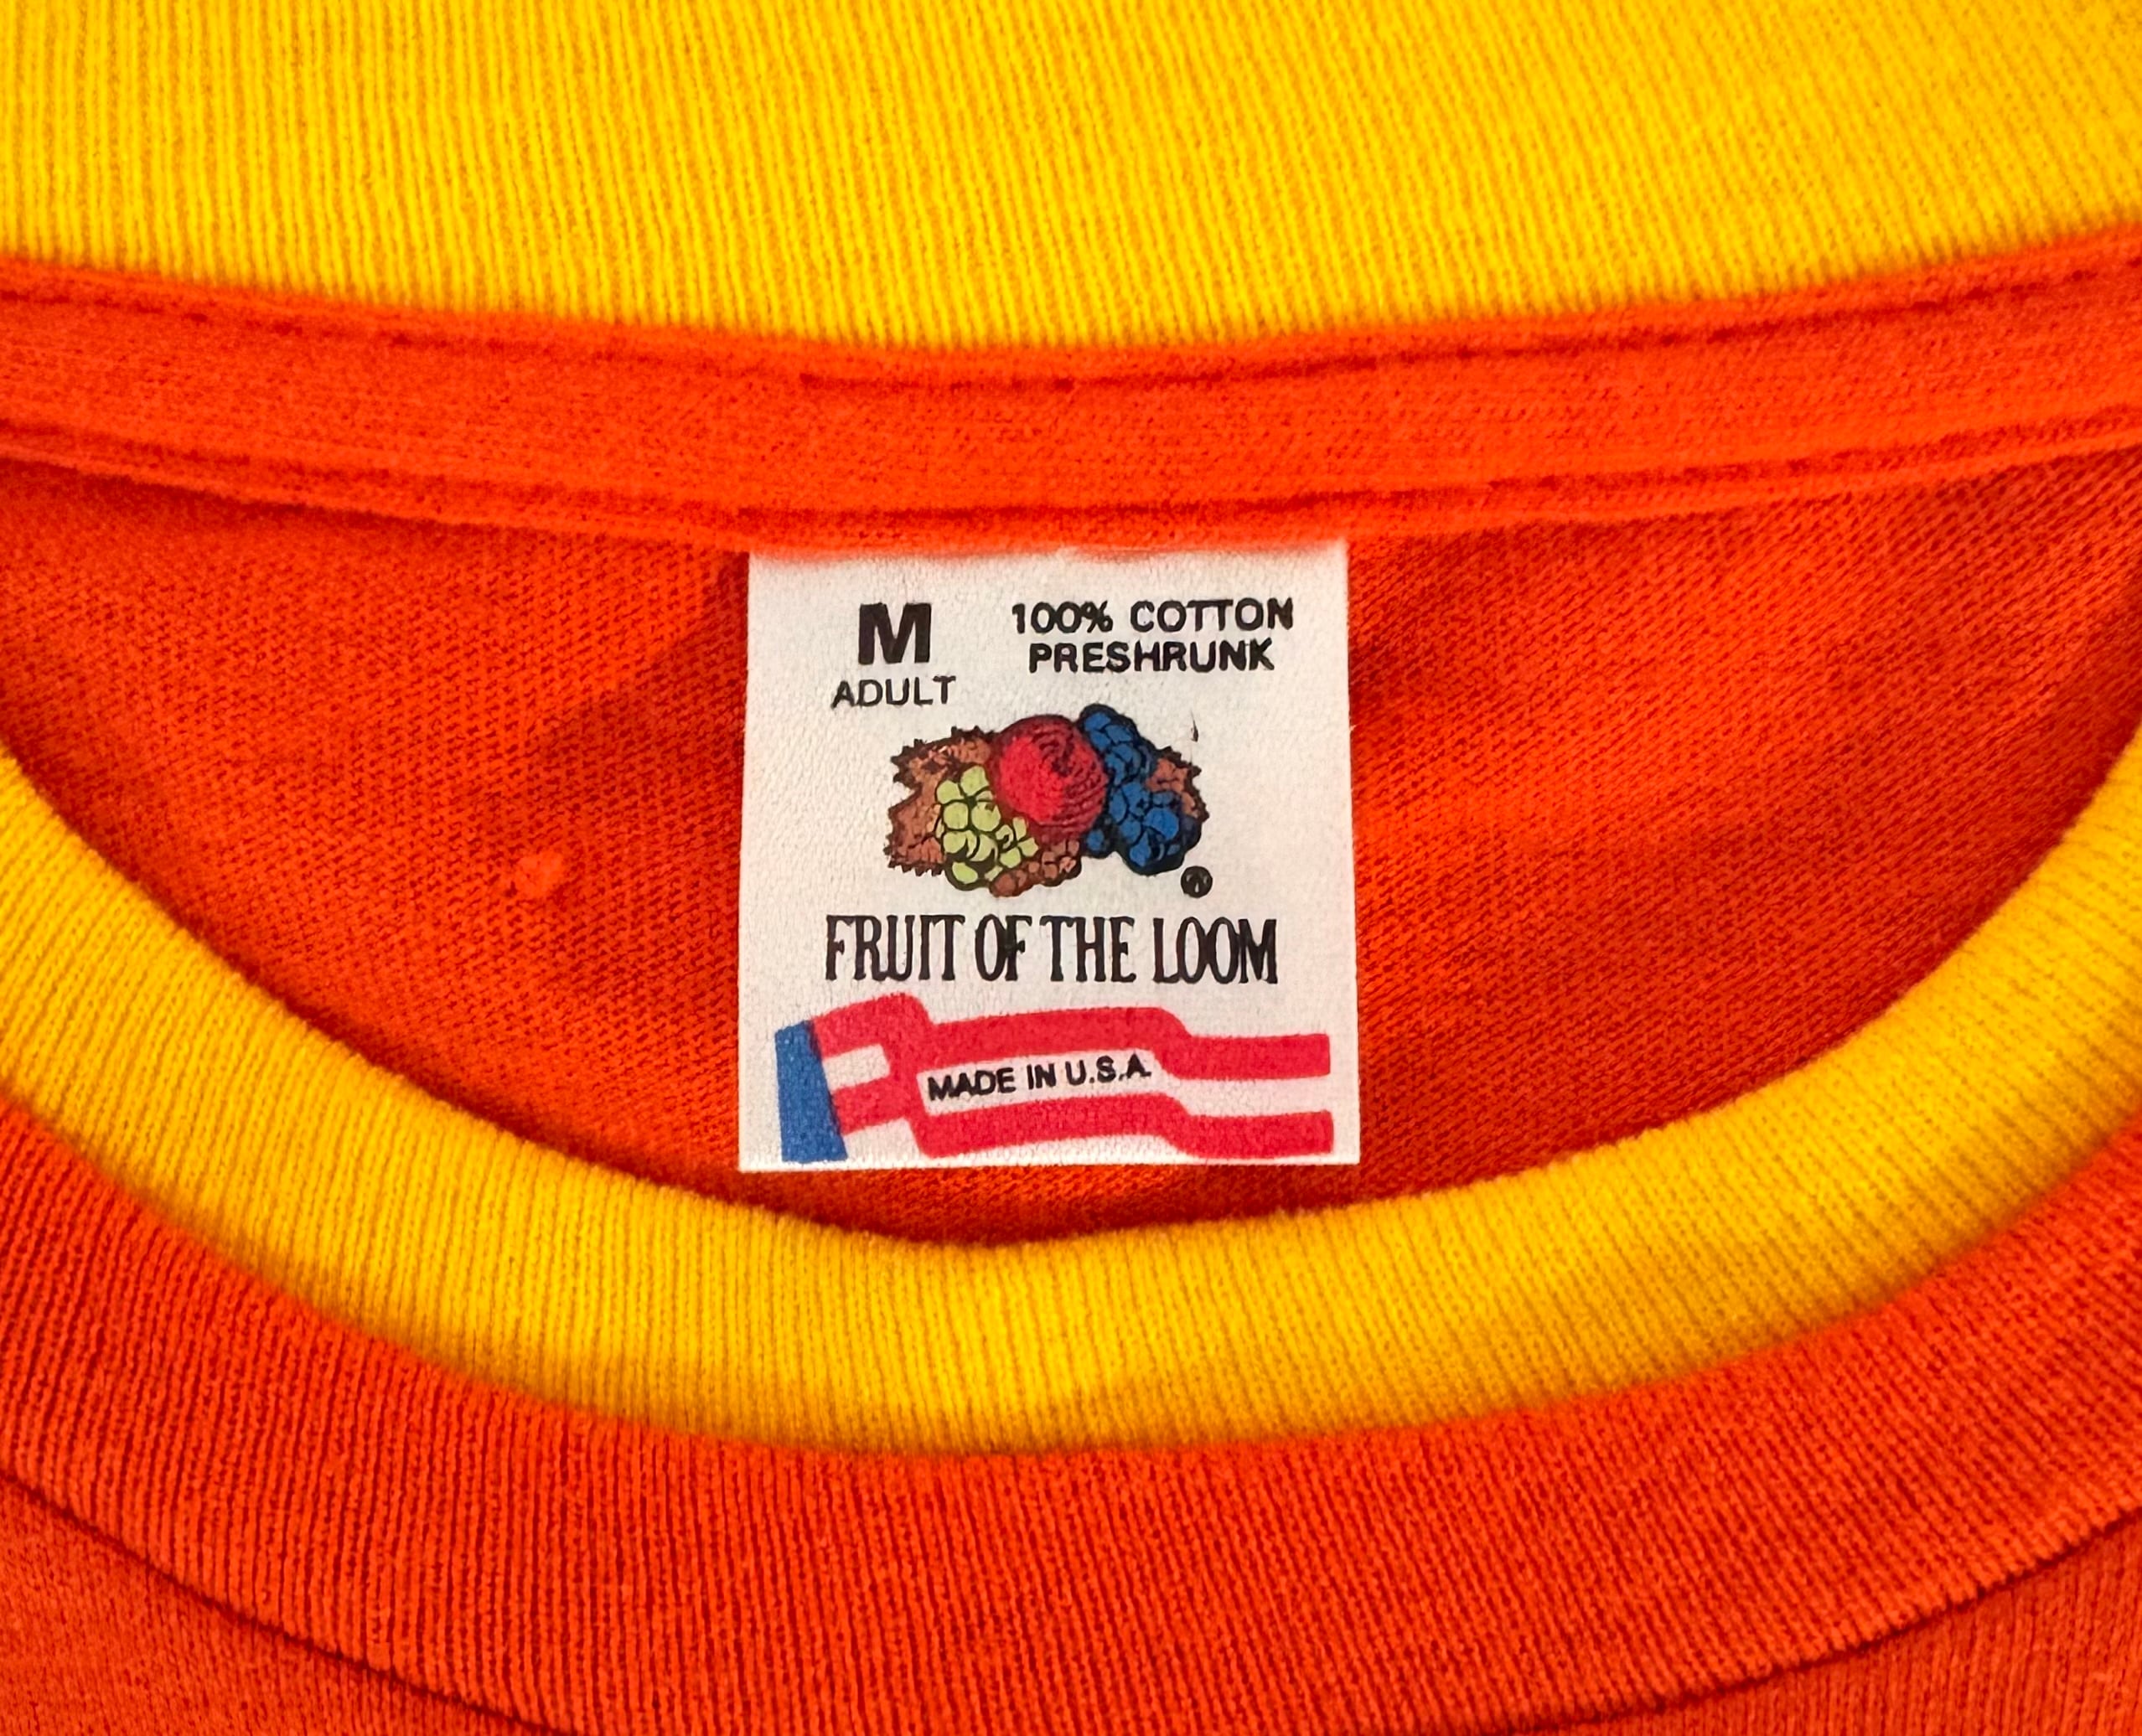 M
ADULT
100% COTTON
PRESHRUNK
®
FRUIT OF THE LOOM
MADE IN U.S.A.